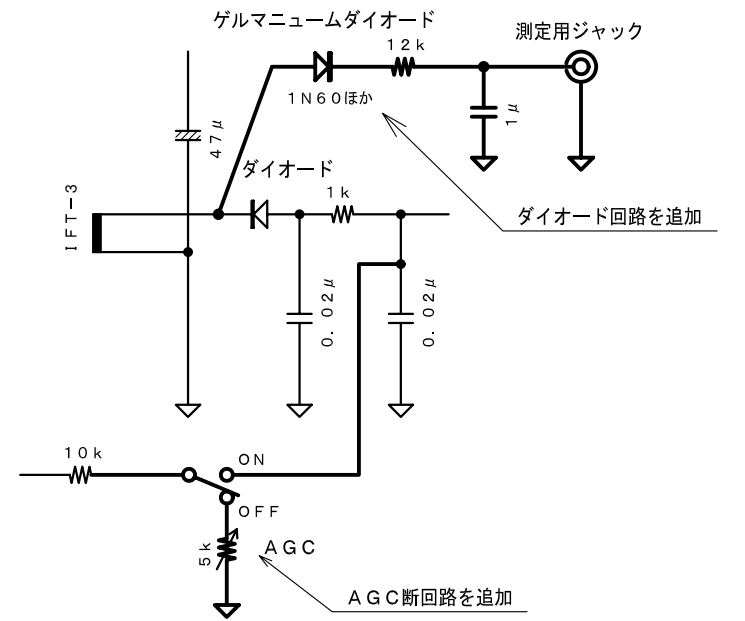 ゲルマニュームダイオード
測定用ジャック
12k
1N60ほか
1μ
47μ
ダイオード
IFT-3
1k
ダイオード回路を追加
0.02μ
0.02μ
10k
ON
OFF
5k
AGC
AGC断回路を追加